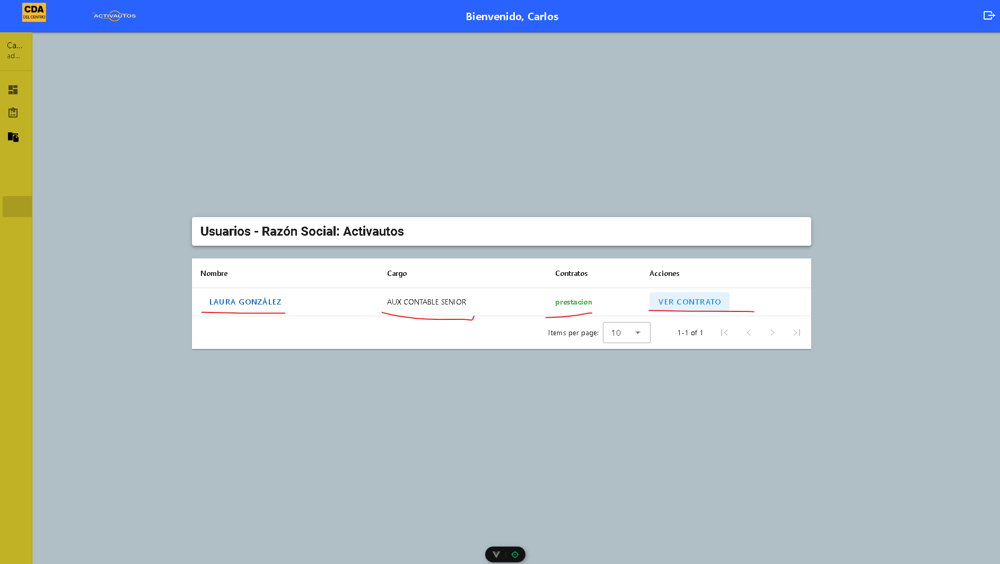 CDA
DEL CENTRO
ACTIVAUTOS
Bienvenido, Carlos
Ca...
ad...
Usuarios - Razón Social: Activautos
Nombre Cargo Contratos Acciones
LAURA GONZÁLEZ AUX CONTABLE SENIOR prestacion VER CONTRATO
Items per page: 10 1-1 of 1